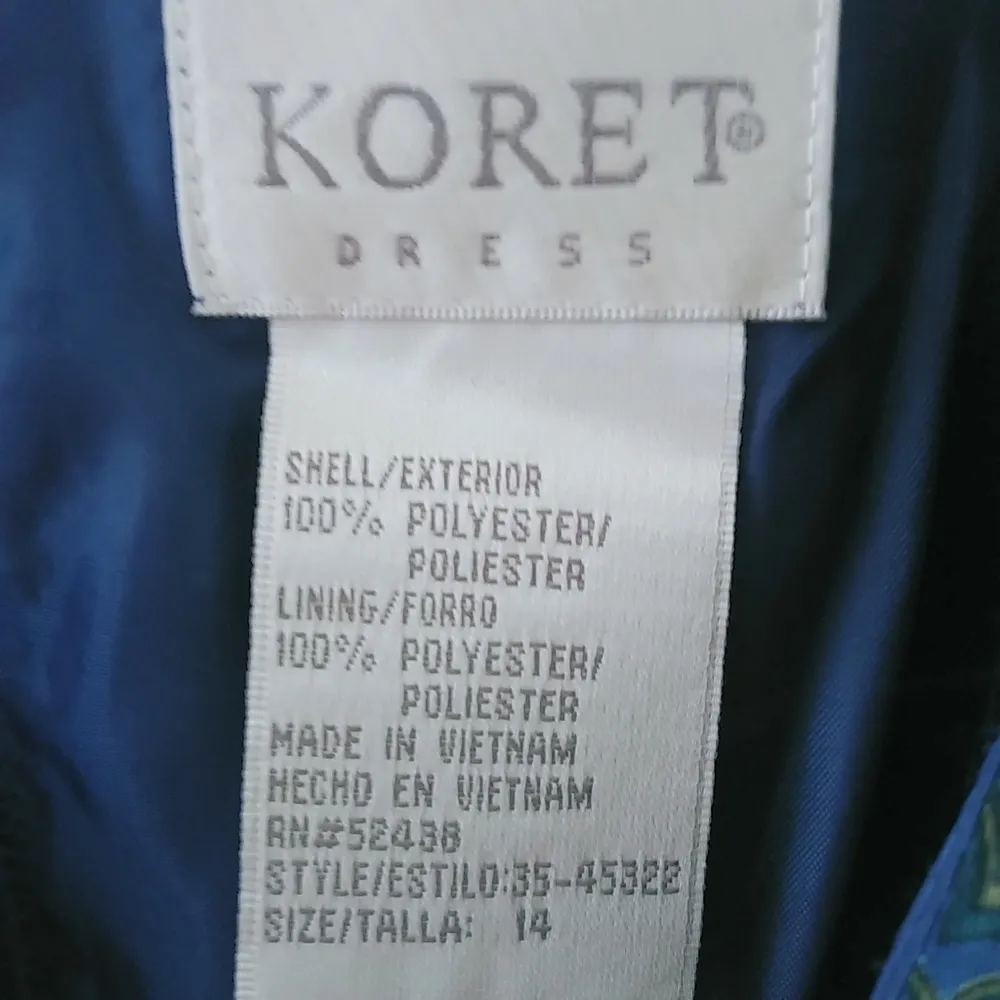 KORET®
DRESS
SHELL/EXTERIOR
100% POLYESTER/
POLIESTER
LINING/FORRO
100% POLYESTER/
POLIESTER
MADE IN VIETNAM
HECHO EN VIETNAM
RN#52438
STYLE/ESTILO:35-45322
SIZE/TALLA: 14